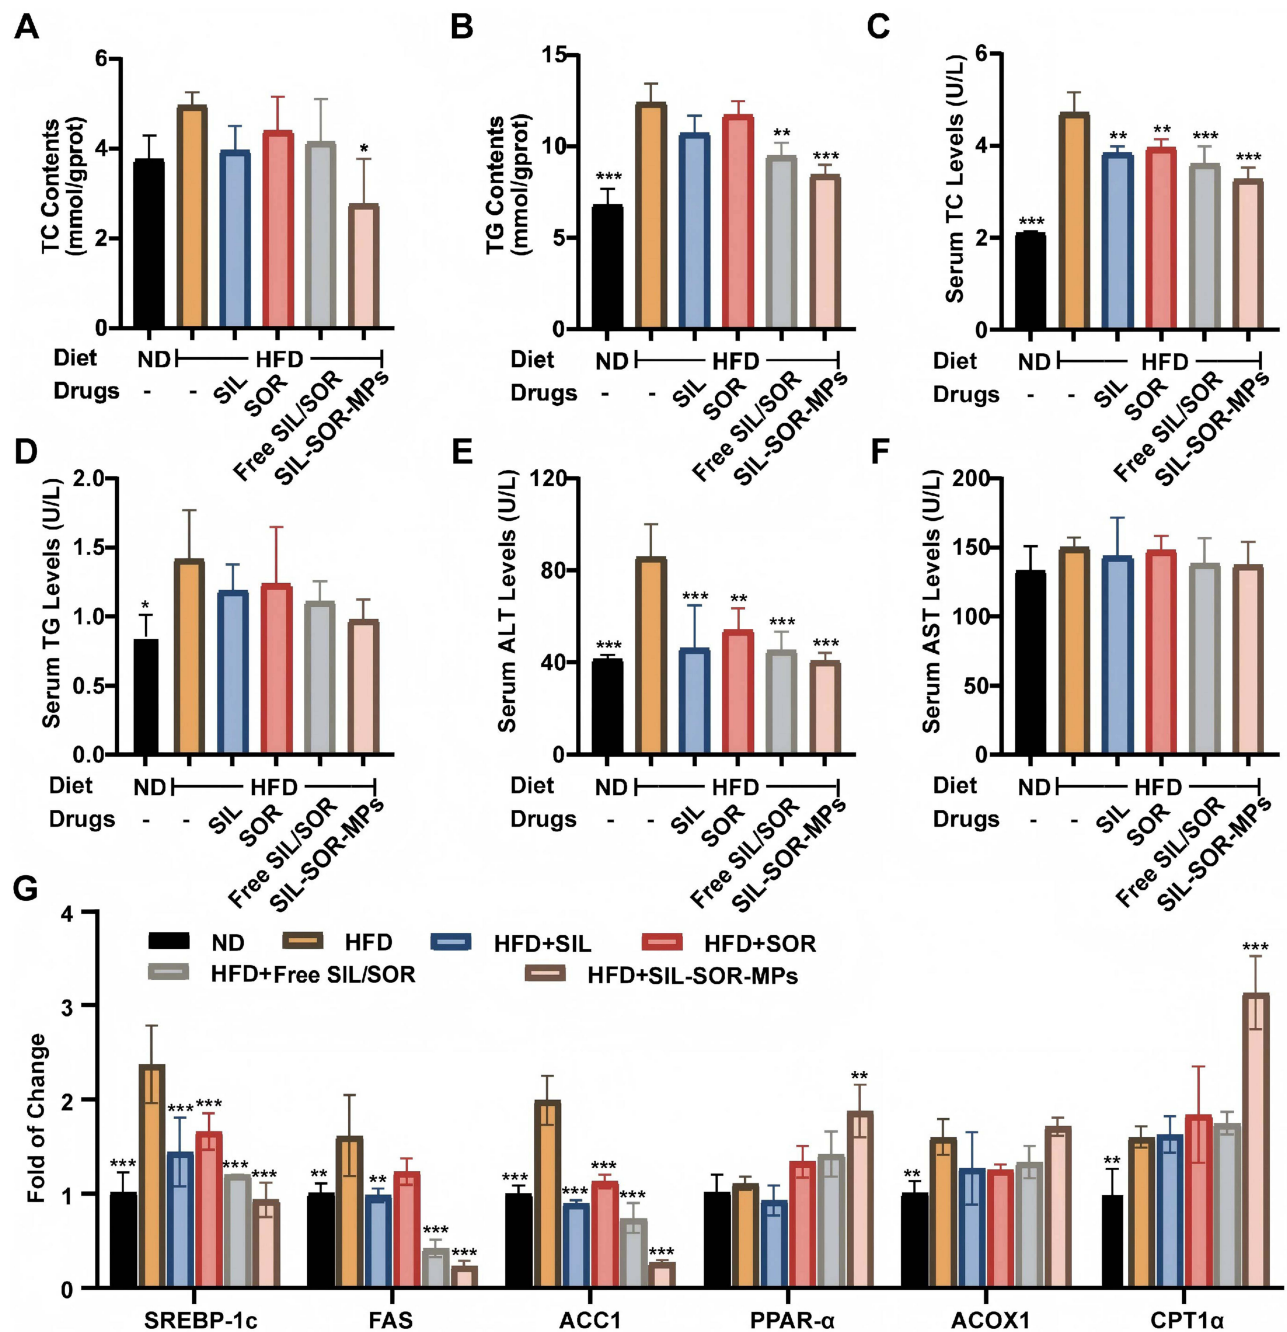 A
B
C
TC Contents
(mmol/gprot)
6
4
2
0
*
TG Contents
(mmol/gprot)
15
10
5
0
***
**
***
Serum TC Levels (U/L)
6
4
2
0
***
**
**
***
***
Diet ND HFD
Drugs - - SIL SOR Free SIL/SOR SIL-SOR-MPs
Diet ND HFD
Drugs - - SIL SOR Free SIL/SOR SIL-SOR-MPs
Diet ND HFD
Drugs - - SIL SOR Free SIL/SOR SIL-SOR-MPs
D
E
F
Serum TG Levels (U/L)
2.0
1.5
1.0
0.5
0.0
*
Serum ALT Levels (U/L)
120
80
40
0
***
***
**
***
***
Serum AST Levels (U/L)
200
150
100
50
0
Diet ND HFD
Drugs - - SIL SOR Free SIL/SOR SIL-SOR-MPs
Diet ND HFD
Drugs - - SIL SOR Free SIL/SOR SIL-SOR-MPs
Diet ND HFD
Drugs - - SIL SOR Free SIL/SOR SIL-SOR-MPs
G
Fold of Change
4
3
2
1
0
ND HFD HFD+SIL HFD+SOR
HFD+Free SIL/SOR HFD+SIL-SOR-MPs
*** *** *** *** ***
** ** *** ***
*** *** *** *** ***
**
**
** ***
SREBP-1c FAS ACC1 PPAR-α ACOX1 CPT1α